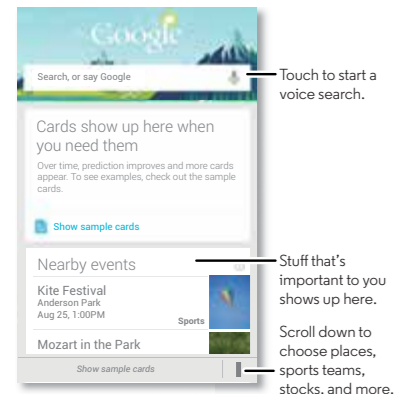 Google
Search, or say Google
Touch to start a
voice search.
Cards show up here when
you need them
Over time, prediction improves and more cards
appear. To see examples, check out the sample
cards.
Show sample cards
Nearby events
Kite Festival
Anderson Park
Aug 25, 1:00PM
Sports
Mozart in the Park
Show sample cards
Stuff that's
important to you
shows up here.
Scroll down to
choose places,
sports teams,
stocks, and more.